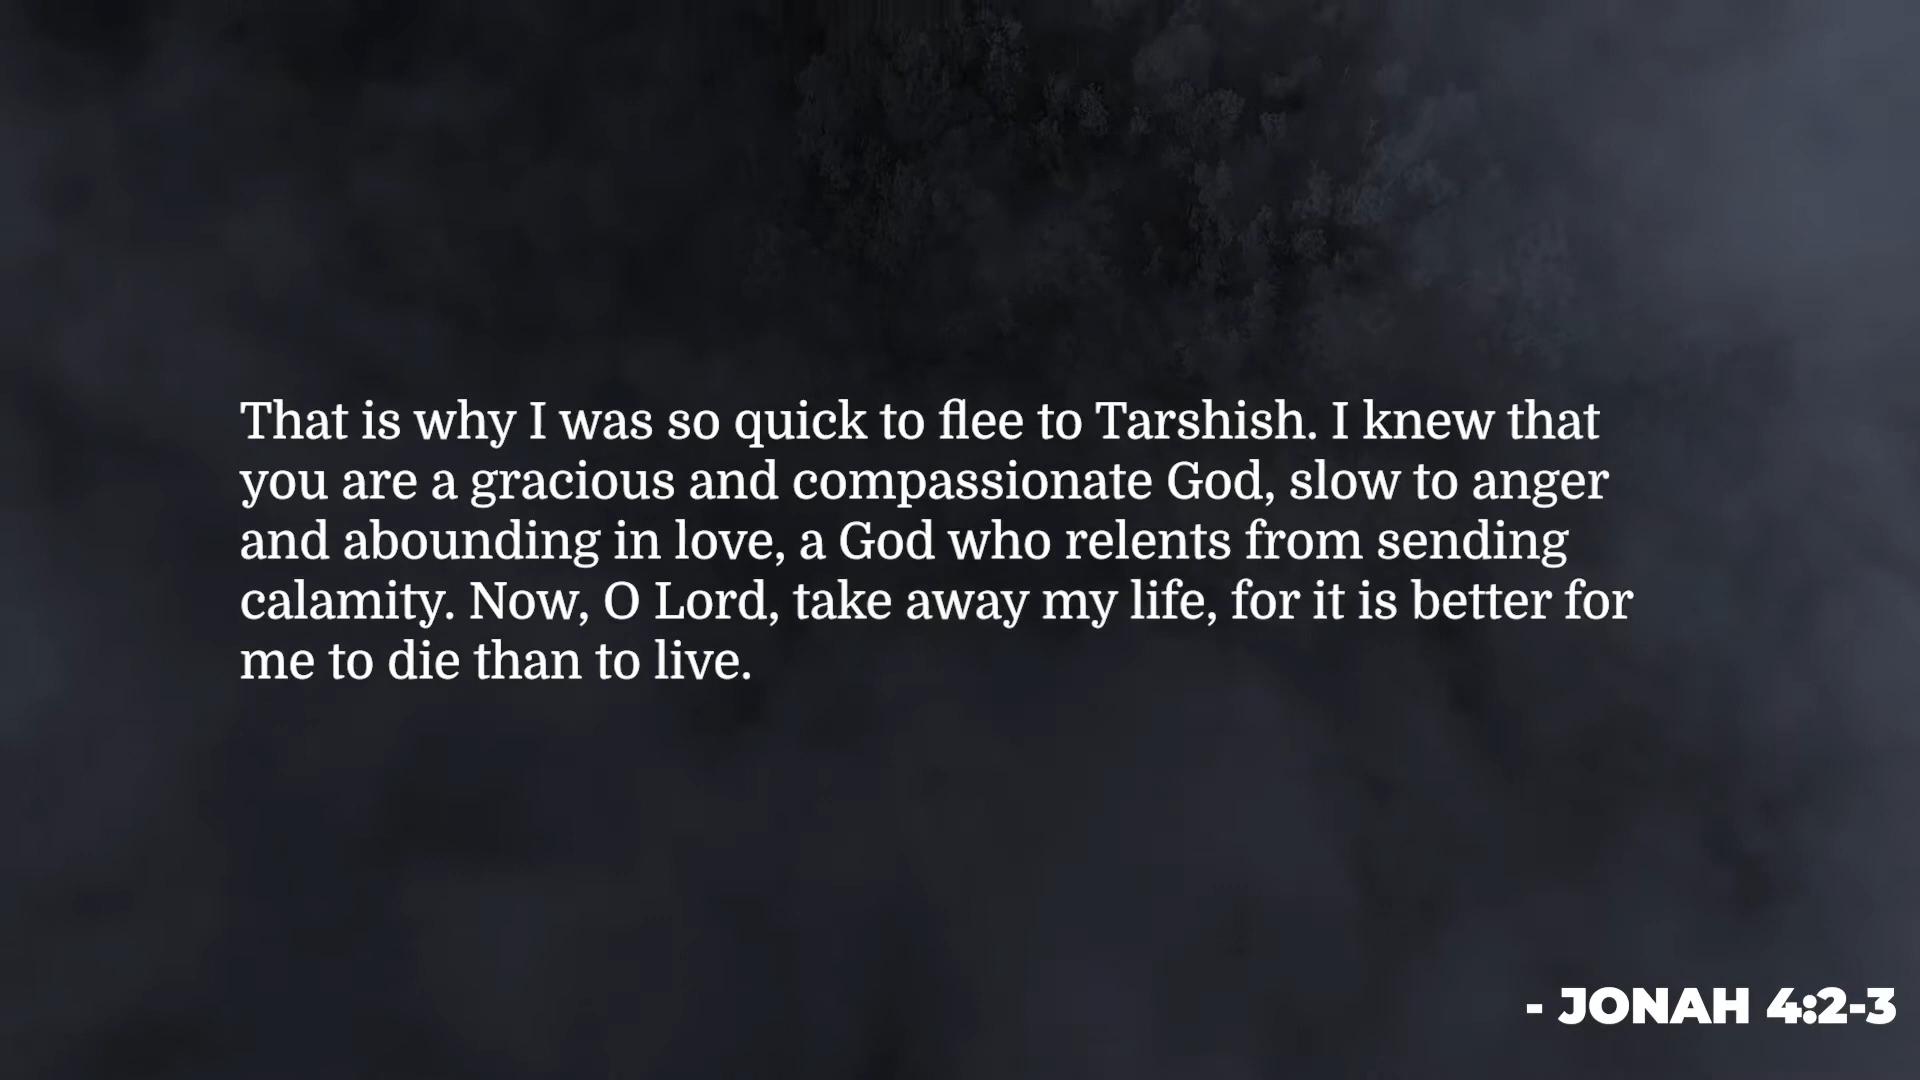 That is why I was so quick to flee to Tarshish. I knew that
you are a gracious and compassionate God, slow to anger
and abounding in love, a God who relents from sending
calamity. Now, O Lord, take away my life, for it is better for
me to die than to live.
- JONAH 4:2-3